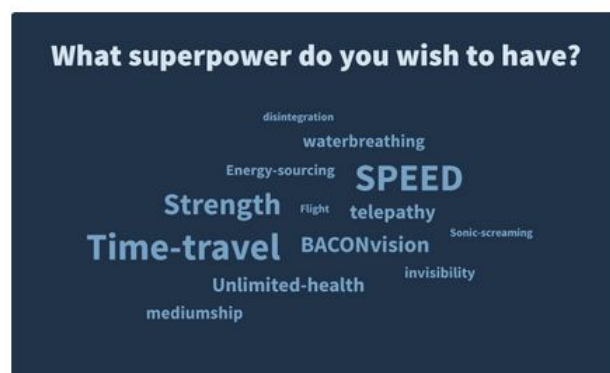 What superpower do you wish to have?
disintegration
waterbreathing
Energy-sourcing
SPEED
Strength
Flight
telepathy
Sonic-screaming
Time-travel
BACONvision
invisibility
Unlimited-health
mediumship